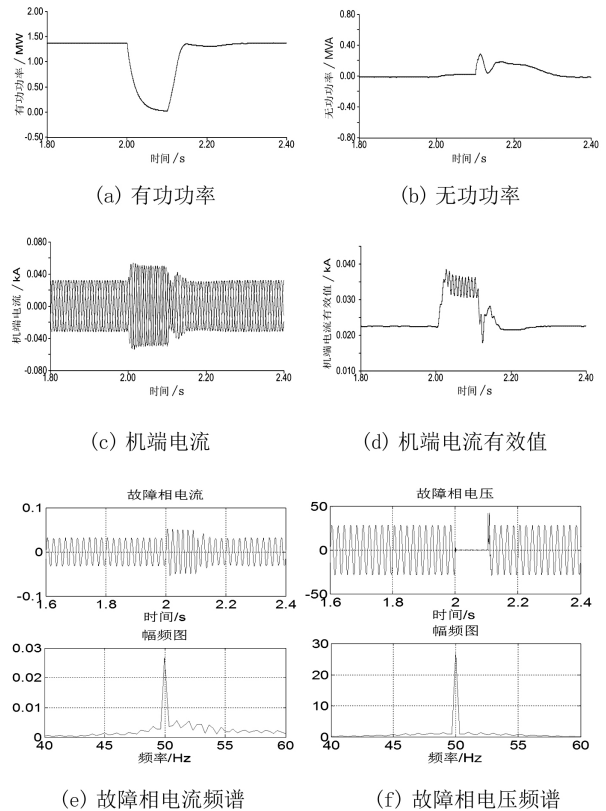 2.00
1.50
1.00
0.50
0.00
-0.50
有功功率 / MW
1.80 2.00 2.20 2.40
时间 /s
(a) 有功功率
0.80
0.40
0.00
-0.40
-0.80
无功功率 / MVA
1.80 2.00 2.20 2.40
时间 /s
(b) 无功功率
0.080
0.040
0.000
-0.040
-0.080
机端电流 / kA
1.80 2.00 2.20 2.40
时间 /s
(c) 机端电流
0.050
0.040
0.030
0.020
0.010
机端电流有效值 / kA
1.80 2.00 2.20 2.40
时间 /s
(d) 机端电流有效值
故障相电流
0.1
0
-0.1
1.6 1.8 2 2.2 2.4
时间/s
幅频图
0.03
0.02
0.01
0
40 45 50 55 60
频率/Hz
(e) 故障相电流频谱
故障相电压
50
0
-50
1.6 1.8 2 2.2 2.4
时间/s
幅频图
30
20
10
0
40 45 50 55 60
频率/Hz
(f) 故障相电压频谱